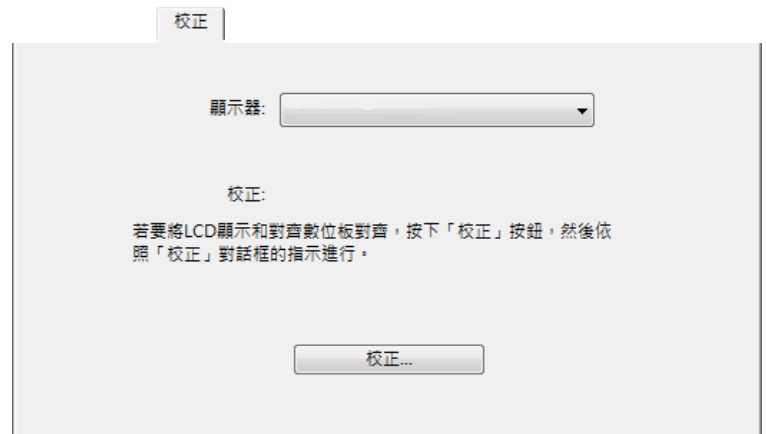 校正
顯示器:
校正:
若要將LCD顯示和對齊數位板對齊，按下「校正」按鈕，然後依
照「校正」對話框的指示進行。
校正...